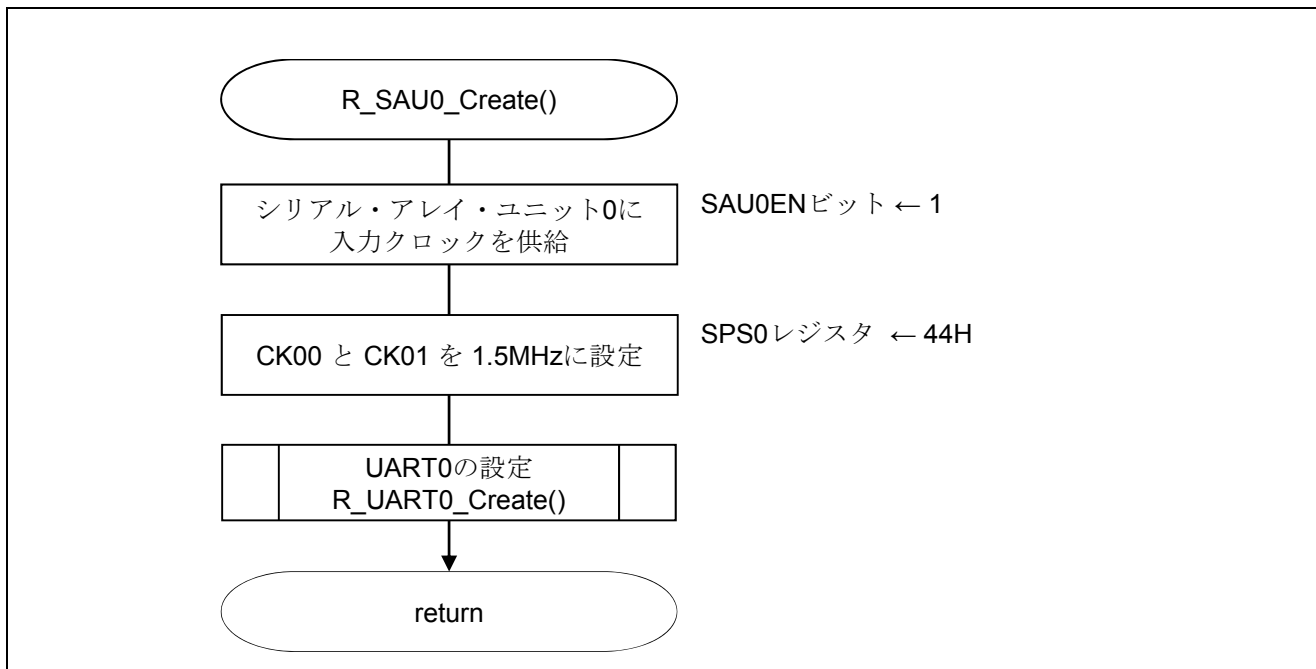 R_SAU0_Create()
シリアル・アレイ・ユニット0に
入力クロックを供給
SAU0ENビット ← 1
CK00 と CK01 を 1.5MHzに設定
SPS0レジスタ ← 44H
UART0の設定
R_UART0_Create()
return